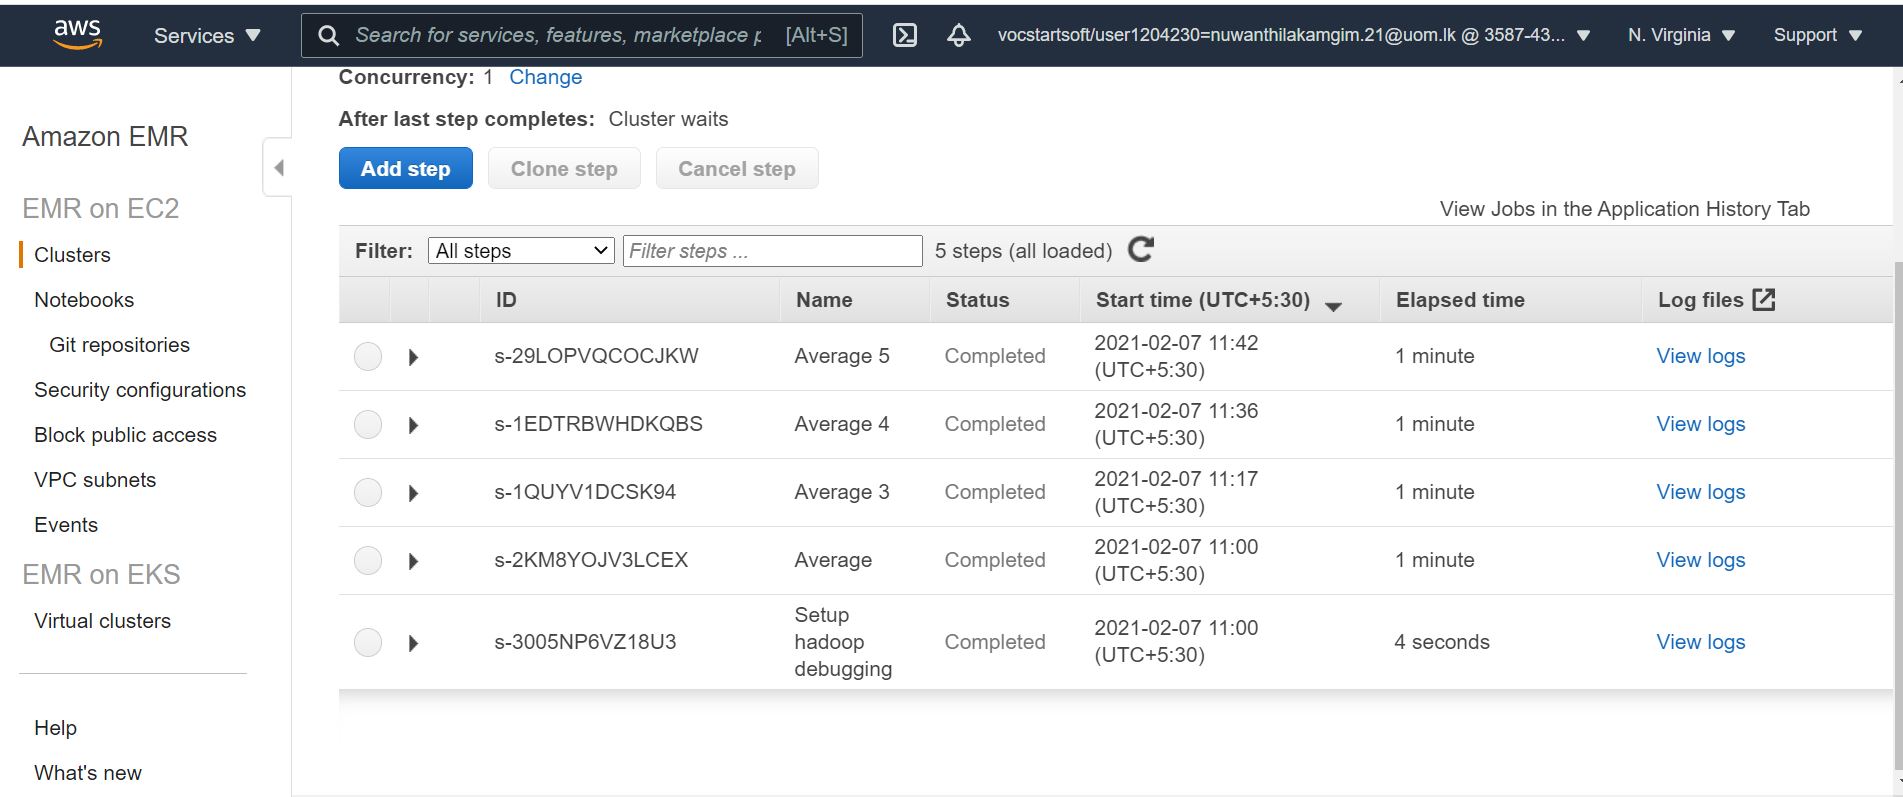 aws Services Search for services, features, marketplace p [Alt+S] vocstartsoft/user1204230=nuwanthilakamgim.21@uom.lk @ 3587-43... N. Virginia Support
Amazon EMR
EMR on EC2
Clusters
Notebooks
Git repositories
Security configurations
Block public access
VPC subnets
Events
EMR on EKS
Virtual clusters
Help
What's new
Concurrency: 1 Change
After last step completes: Cluster waits
Add step Clone step Cancel step
View Jobs in the Application History Tab
Filter: All steps Filter steps ... 5 steps (all loaded)
ID Name Status Start time (UTC+5:30) Elapsed time Log files
s-29LOPVQCOCJKW Average 5 Completed 2021-02-07 11:42 (UTC+5:30) 1 minute View logs
s-1EDTRBWHDKQBS Average 4 Completed 2021-02-07 11:36 (UTC+5:30) 1 minute View logs
s-1QUYV1DCSK94 Average 3 Completed 2021-02-07 11:17 (UTC+5:30) 1 minute View logs
s-2KM8YOJV3LCEX Average Completed 2021-02-07 11:00 (UTC+5:30) 1 minute View logs
s-3005NP6VZ18U3 Setup hadoop debugging Completed 2021-02-07 11:00 (UTC+5:30) 4 seconds View logs